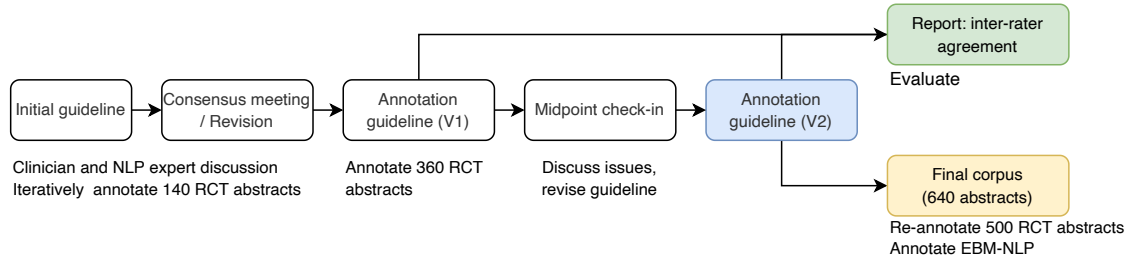 Report: inter-rater
agreement
Evaluate
Initial guideline
Consensus meeting
/ Revision
Annotation
guideline (V1)
Midpoint check-in
Annotation
guideline (V2)
Clinician and NLP expert discussion
Iteratively annotate 140 RCT abstracts
Annotate 360 RCT
abstracts
Discuss issues,
revise guideline
Final corpus
(640 abstracts)
Re-annotate 500 RCT abstracts
Annotate EBM-NLP